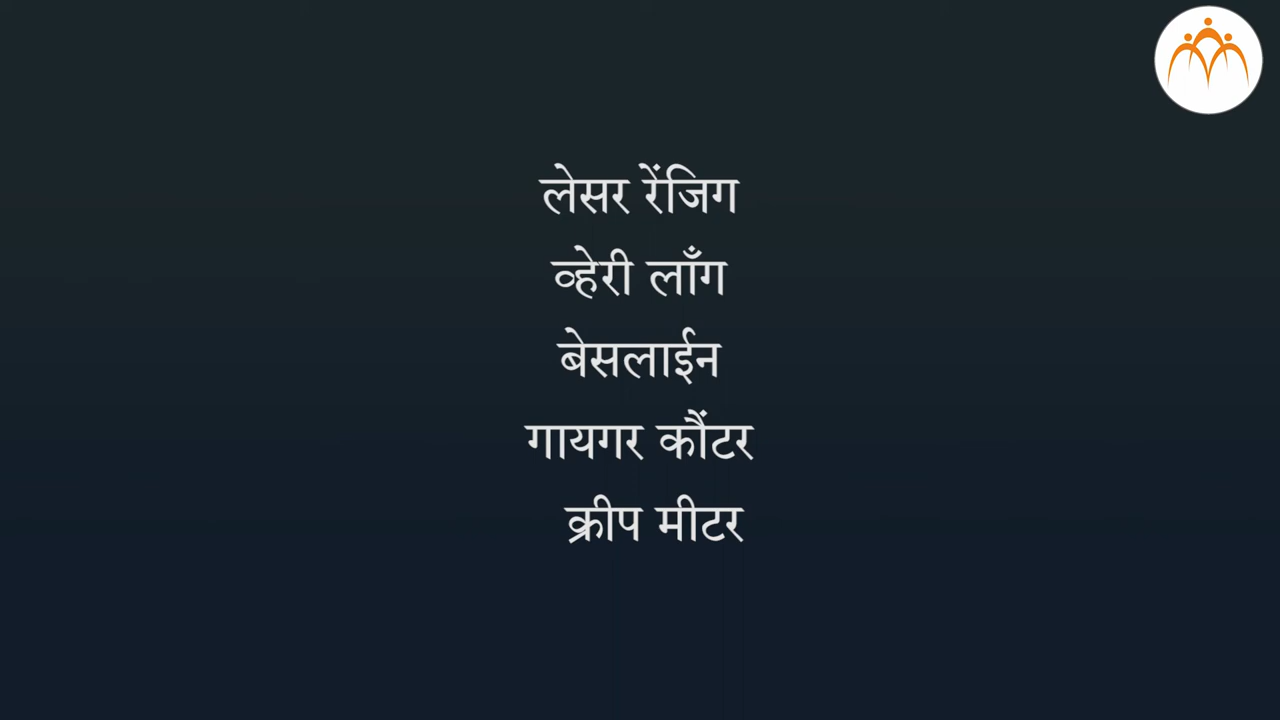 लेसर रेंजिग
व्हेरी लाँग
बेसलाईन
गायगर कौंटर
क्रीप मीटर